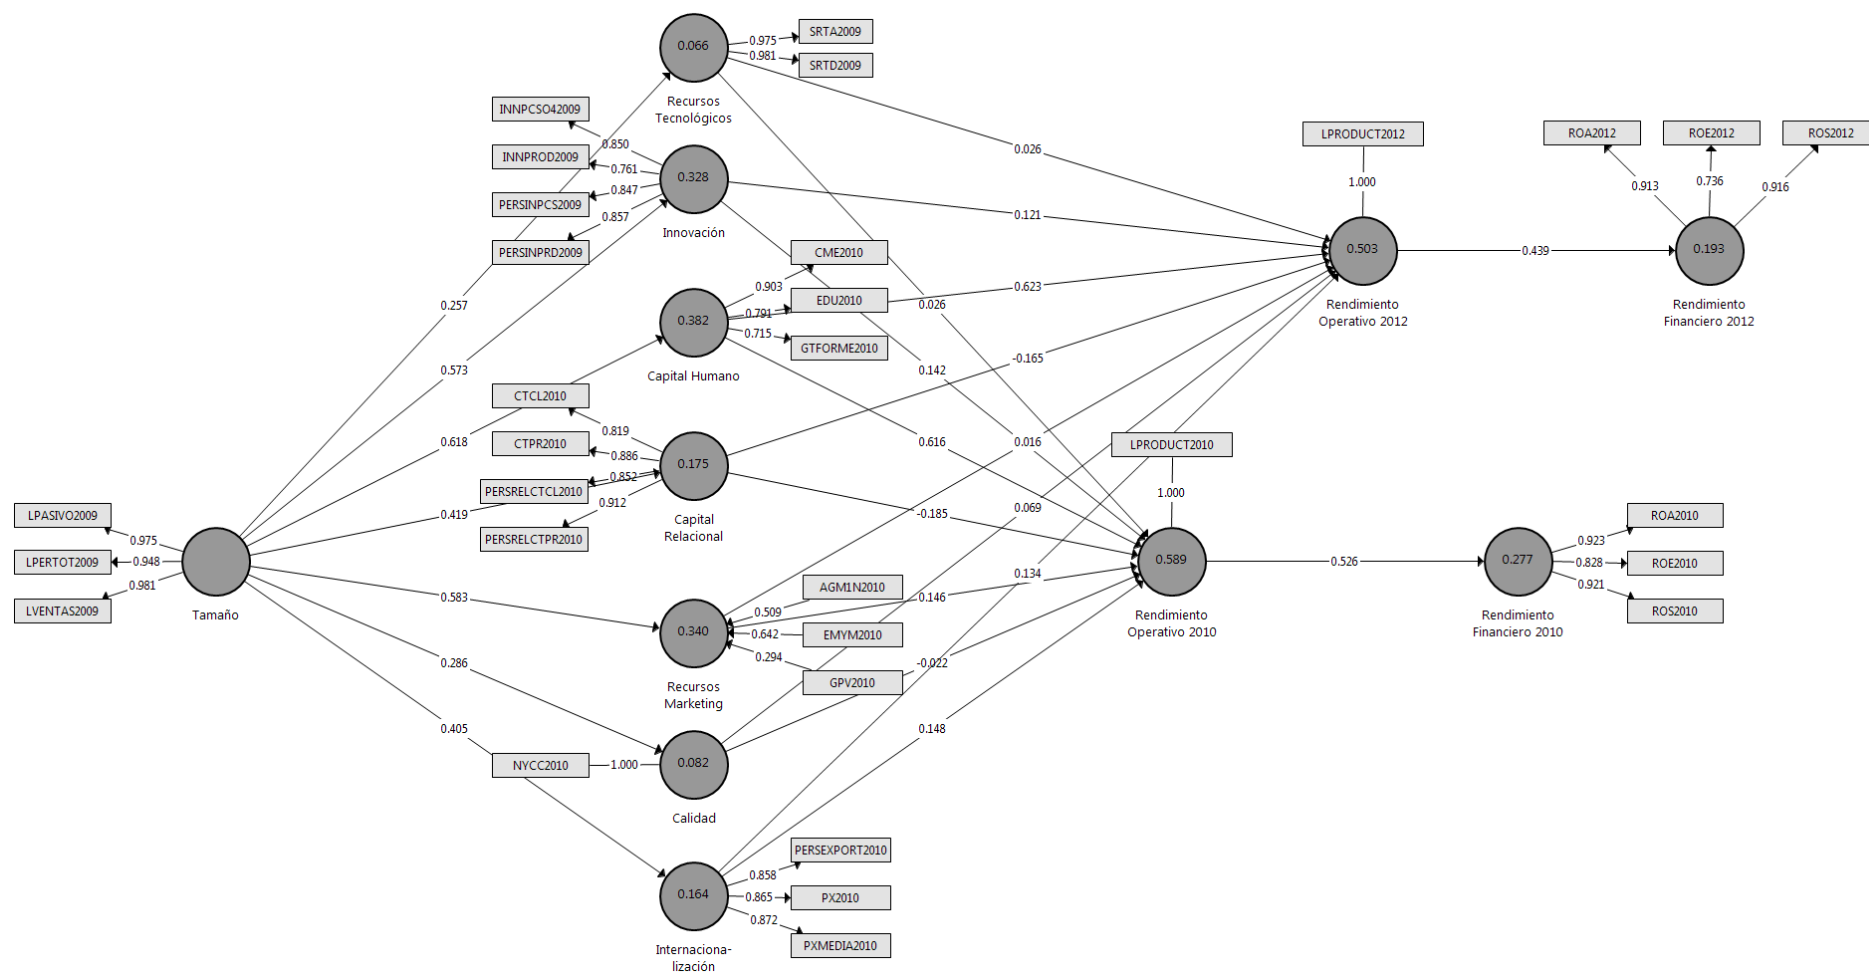 0.066
0.975
SRTA2009
0.981
SRTD2009
Recursos
Tecnológicos
INNPCSO42009
0.850
INNPROD2009
0.761
PERSINPCS2009
0.847
PERSINPRD2009
0.857
0.328
Innovación
0.026
LPRODUCT2012
1.000
ROA2012
ROE2012
ROS2012
0.913
0.736
0.916
0.121
0.503
Rendimiento
Operativo 2012
0.439
0.193
Rendimiento
Financiero 2012
CME2010
0.903
EDU2010
0.791
GTFORME2010
0.715
0.382
Capital Humano
0.623
0.026
0.257
0.573
0.618
0.419
0.583
0.286
0.405
-0.165
0.142
CTCL2010
0.819
CTPR2010
0.886
PERSRELCTCL2010
0.852
PERSRELCTPR2010
0.912
0.175
Capital
Relacional
0.616
0.016
LPRODUCT2010
1.000
-0.185
0.069
LPASIVO2009
0.975
LPERTOT2009
0.948
LVENTAS2009
0.981
Tamaño
0.589
Rendimiento
Operativo 2010
0.526
0.277
Rendimiento
Financiero 2010
ROA2010
0.923
ROE2010
0.828
ROS2010
0.921
0.134
0.146
AGM1N2010
0.509
EMYM2010
0.642
GPV2010
0.294
0.340
Recursos
Marketing
-0.022
0.148
NYCC2010
1.000
0.082
Calidad
PERSEXPORT2010
0.858
PX2010
0.865
PXMEDIA2010
0.872
0.164
Internaciona-
lización